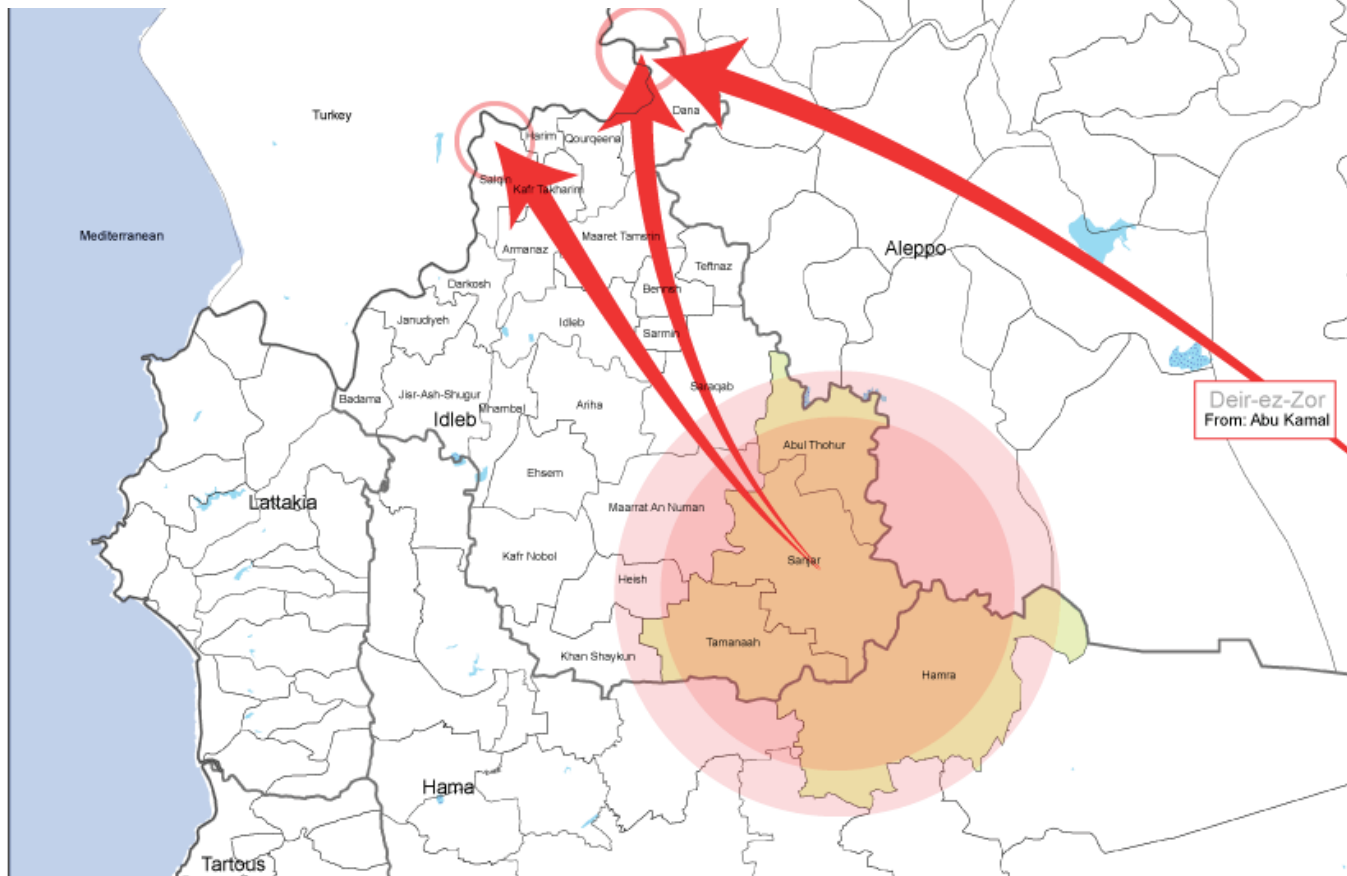 Turkey
Dana
Harim
Qourqeena
Salqin
Kafr Takharim
Mediterranean
Maaret Tamsrin
Armanaz
Aleppo
Teftnaz
Darkosh
Bennsh
Janudiyeh
Idleb
Sarmin
Saraqab
Badama
Jisr-Ash-Shugur
Mhambal
Ariha
Idleb
Deir-ez-Zor
From: Abu Kamal
Abul Thohur
Ehsem
Lattakia
Maarrat An Numan
Kafr Nobol
Sanjar
Heish
Tamanaah
Khan Shaykun
Hamra
Hama
Tartous